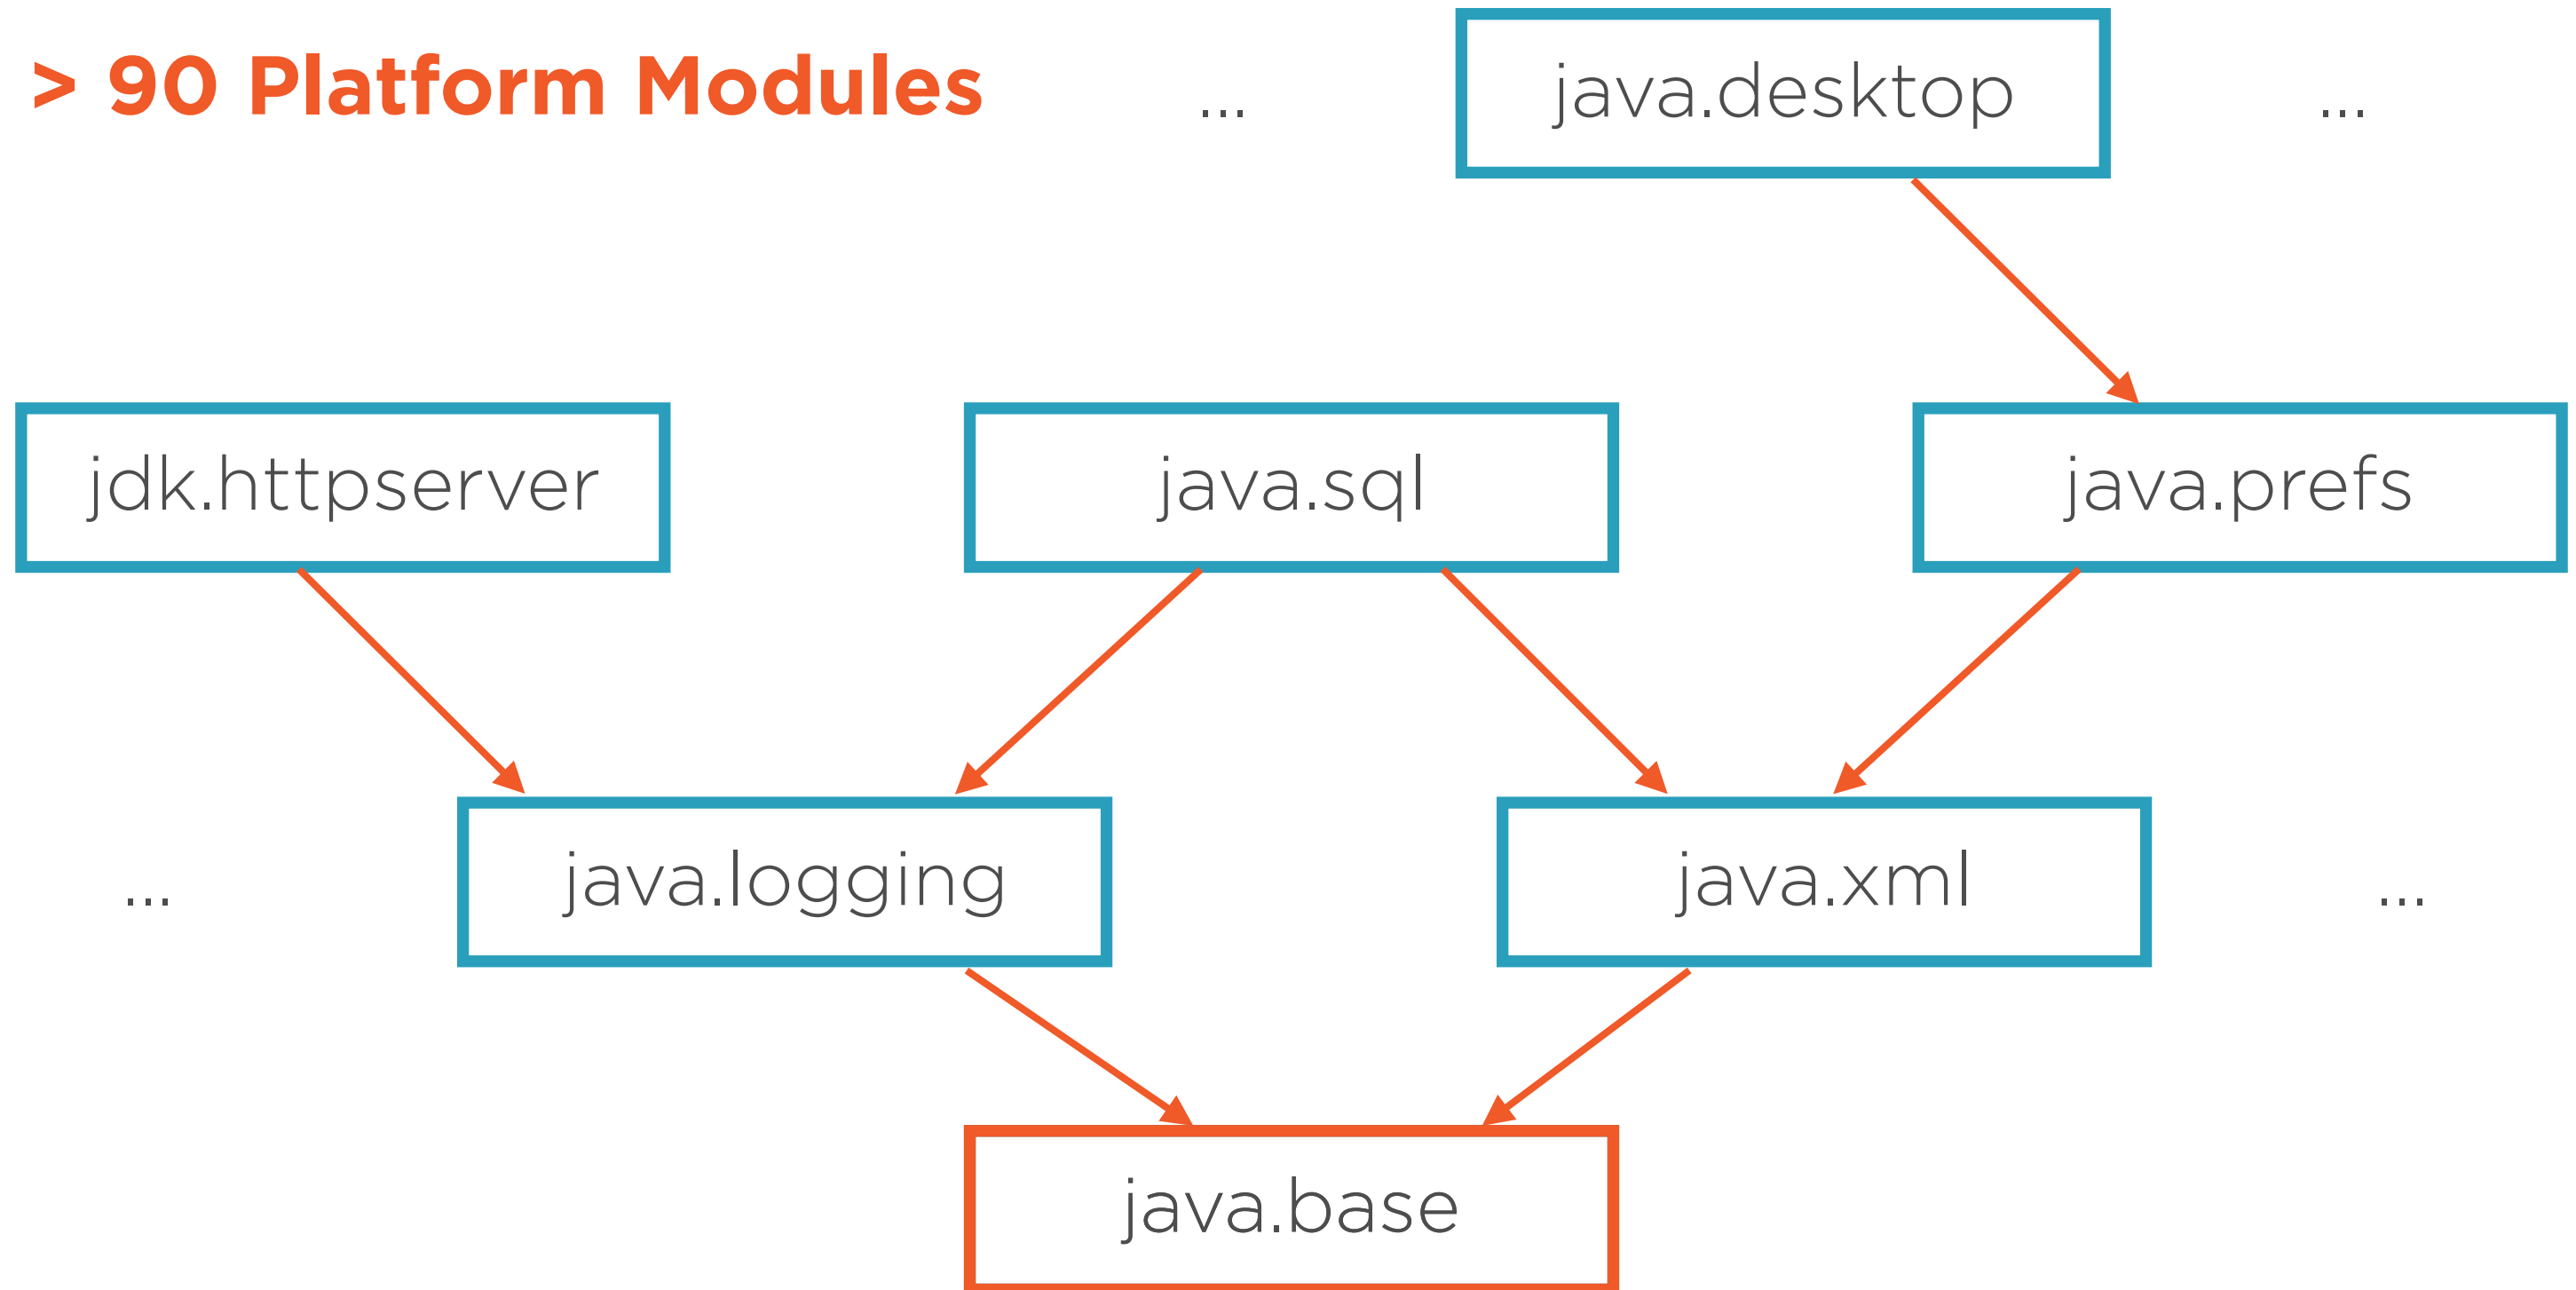 > 90 Platform Modules
...
java.desktop
...
jdk.httpserver
java.sql
java.prefs
...
java.logging
java.xml
...
java.base